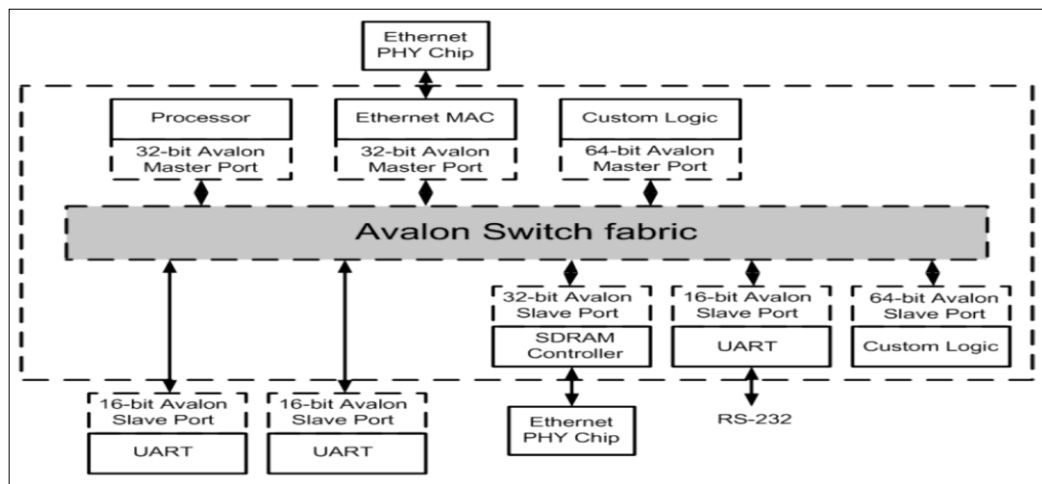 Ethernet
PHY Chip
Processor
32-bit Avalon
Master Port
Ethernet MAC
32-bit Avalon
Master Port
Custom Logic
64-bit Avalon
Master Port
Avalon Switch fabric
32-bit Avalon
Slave Port
SDRAM
Controller
16-bit Avalon
Slave Port
UART
64-bit Avalon
Slave Port
Custom Logic
16-bit Avalon
Slave Port
UART
16-bit Avalon
Slave Port
UART
Ethernet
PHY Chip
RS-232